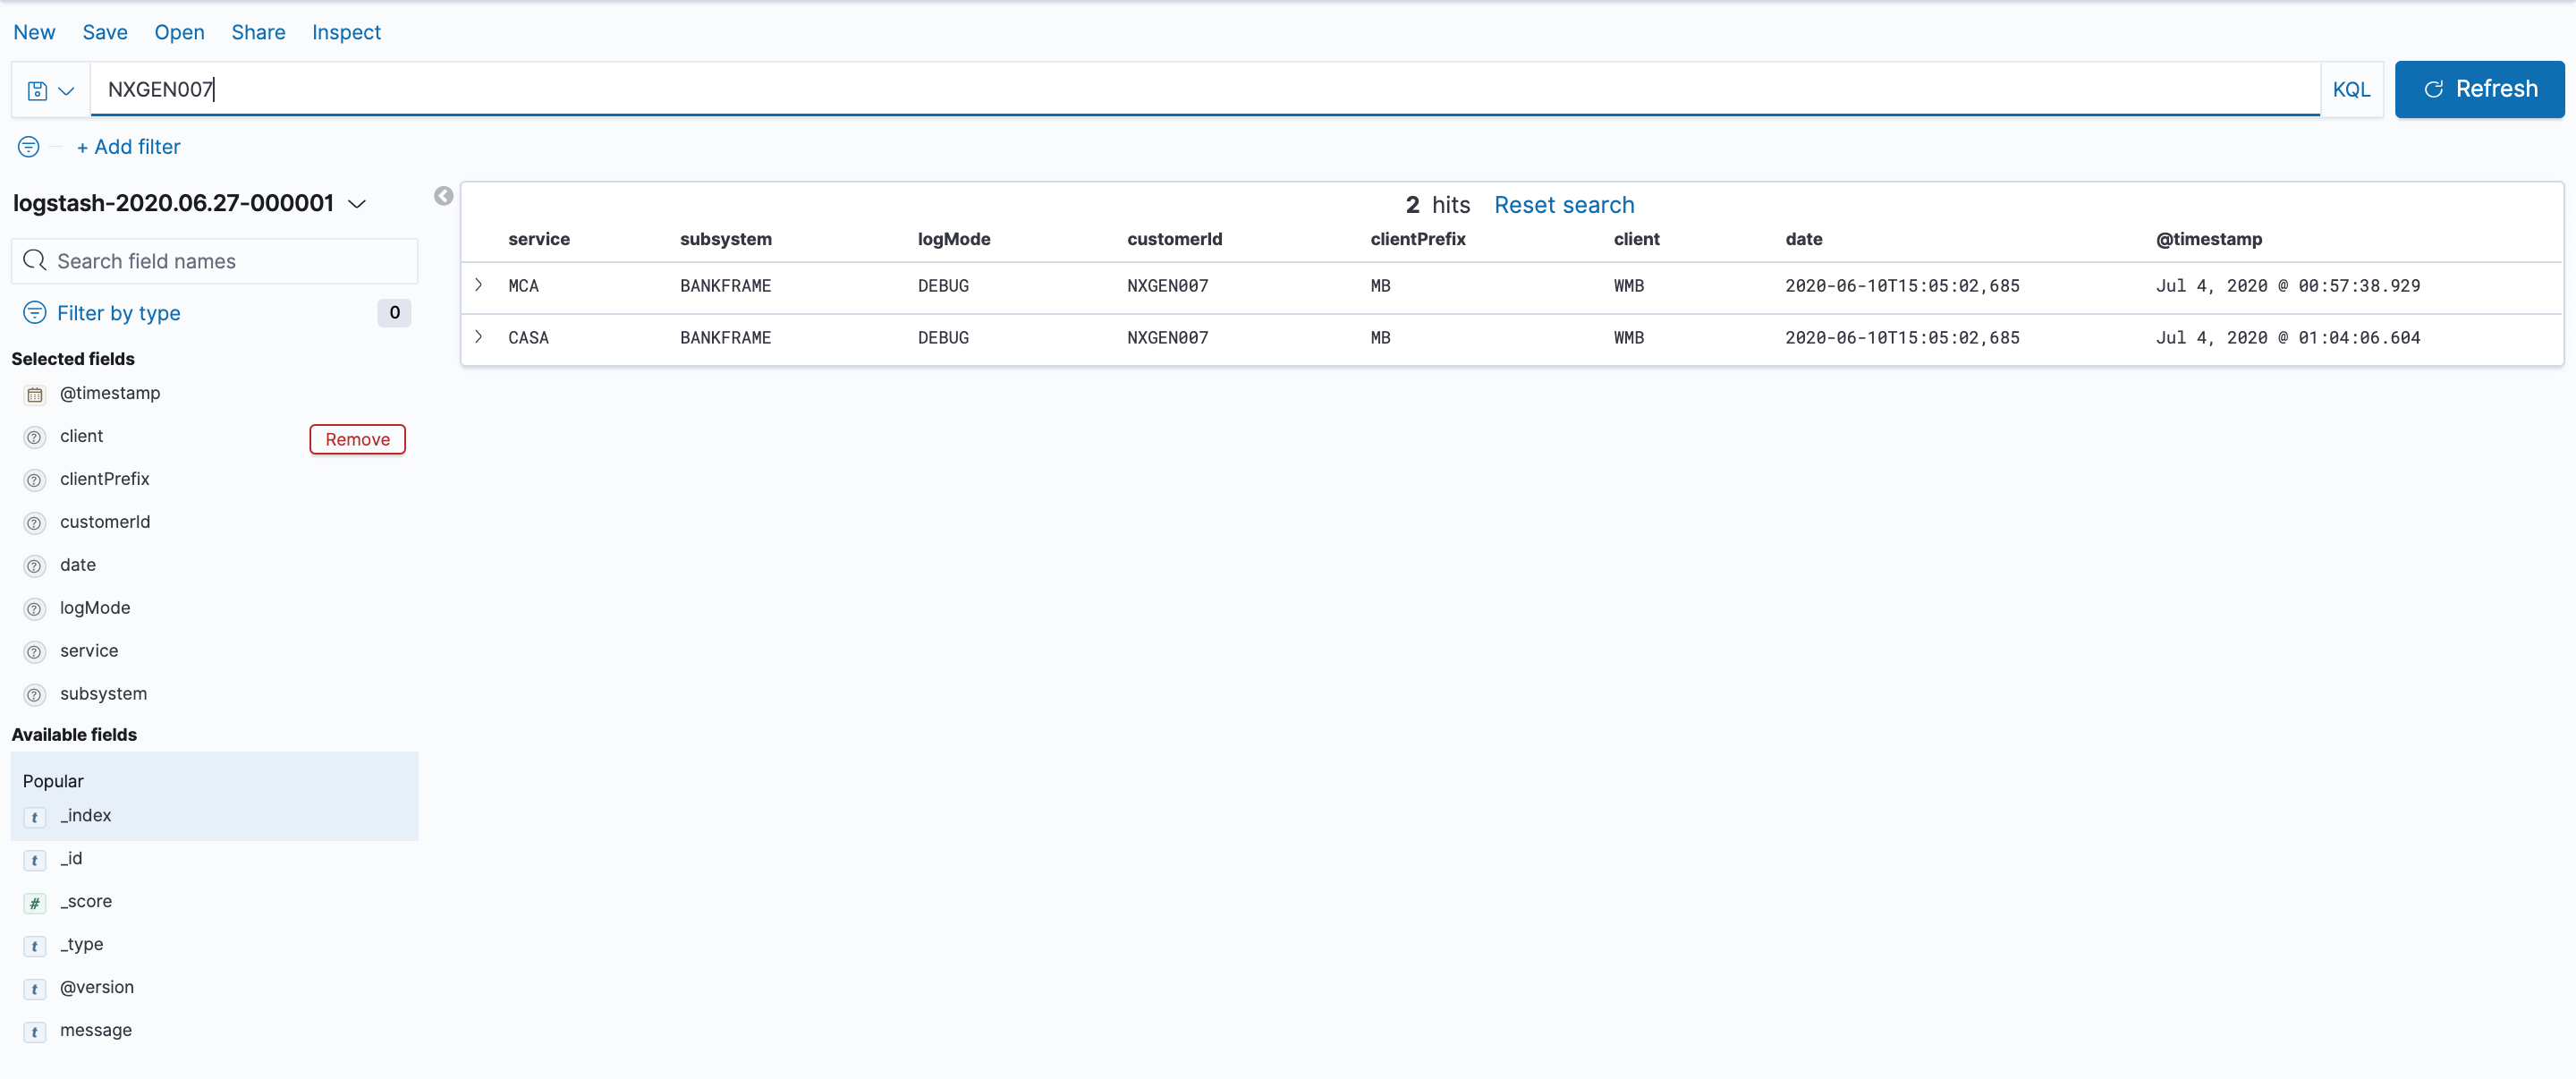 New Save Open Share Inspect
NXGEN007
KQL
Refresh
+ Add filter
logstash-2020.06.27-000001
Search field names
Filter by type 0
Selected fields
@timestamp
client Remove
clientPrefix
customerId
date
logMode
service
subsystem
Available fields
Popular
t _index
t _id
# _score
t _type
t @version
t message
2 hits Reset search
service subsystem logMode customerId clientPrefix client date @timestamp
MCA BANKFRAME DEBUG NXGEN007 MB WMB 2020-06-10T15:05:02,685 Jul 4, 2020 @ 00:57:38.929
CASA BANKFRAME DEBUG NXGEN007 MB WMB 2020-06-10T15:05:02,685 Jul 4, 2020 @ 01:04:06.604